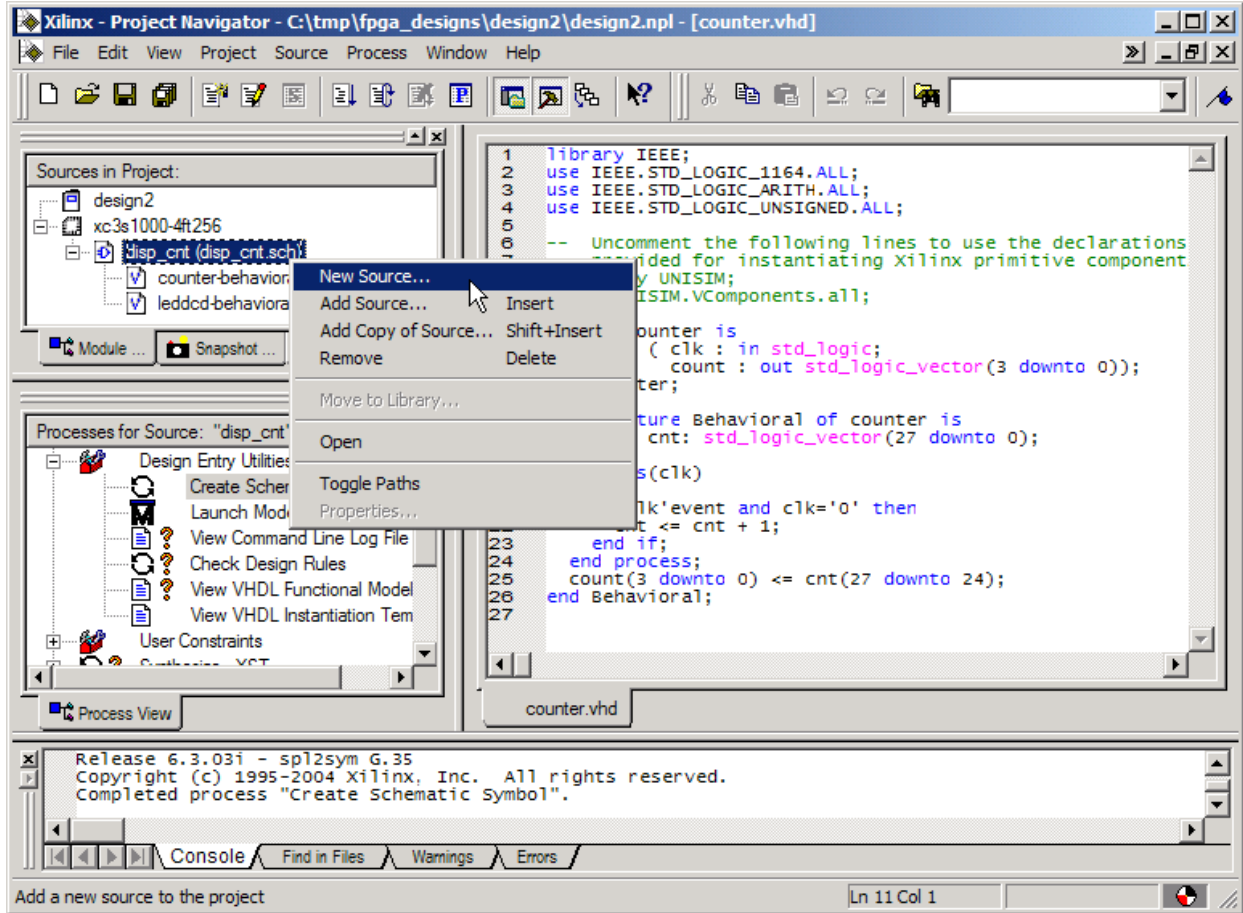 Xilinx - Project Navigator - C:\tmp\fpga_designs\design2\design2.npl - [counter.vhd]
File Edit View Project Source Process Window Help
Sources in Project:
design2
xc3s1000-4ft256
disp_cnt (disp_cnt.sch)
counter-behaviora
leddcd-behaviora
Module ... Snapshot ...
New Source...
Add Source... Insert
Add Copy of Source... Shift+Insert
Remove Delete
Move to Library...
Open
Toggle Paths
Properties...
Processes for Source: "disp_cnt"
Design Entry Utilities
Create Schem
Launch Mode
View Command Line Log File
Check Design Rules
View VHDL Functional Model
View VHDL Instantiation Tem
User Constraints
Synthesize - XST
Process View
1 library IEEE;
2 use IEEE.STD_LOGIC_1164.ALL;
3 use IEEE.STD_LOGIC_ARITH.ALL;
4 use IEEE.STD_LOGIC_UNSIGNED.ALL;
5
6 -- Uncomment the following lines to use the declarations
provided for instantiating Xilinx primitive component
y UNISIM;
ISIM.VComponents.all;
ounter is
( clk : in std_logic;
count : out std_logic_vector(3 downto 0));
ter;
ture Behavioral of counter is
cnt: std_logic_vector(27 downto 0);
s(clk)
lk'event and clk='0' then
cnt <= cnt + 1;
23 end if;
24 end process;
25 count(3 downto 0) <= cnt(27 downto 24);
26 end Behavioral;
27
counter.vhd
Release 6.3.03i - spl2sym G.35
Copyright (c) 1995-2004 Xilinx, Inc. All rights reserved.
Completed process "Create Schematic Symbol".
Console Find in Files Warnings Errors
Add a new source to the project Ln 11 Col 1